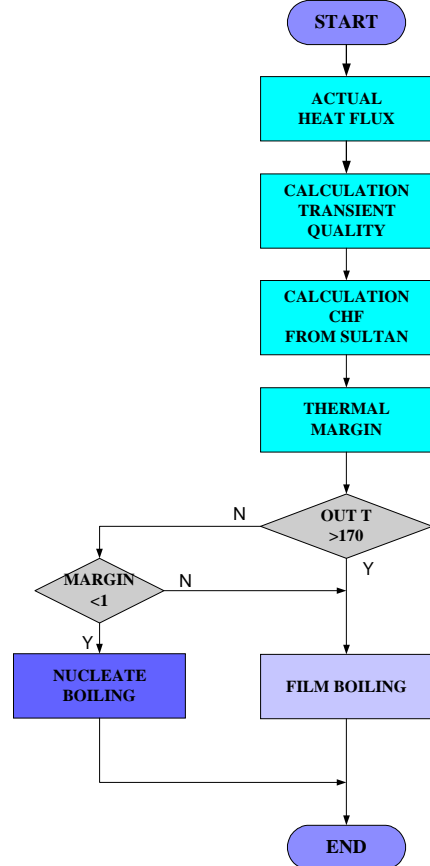 START
ACTUAL
HEAT FLUX
CALCULATION
TRANSIENT
QUALITY
CALCULATION
CHF
FROM SULTAN
THERMAL
MARGIN
N
OUT T
>170
Y
MARGIN
<1
N
Y
NUCLEATE
BOILING
FILM BOILING
END